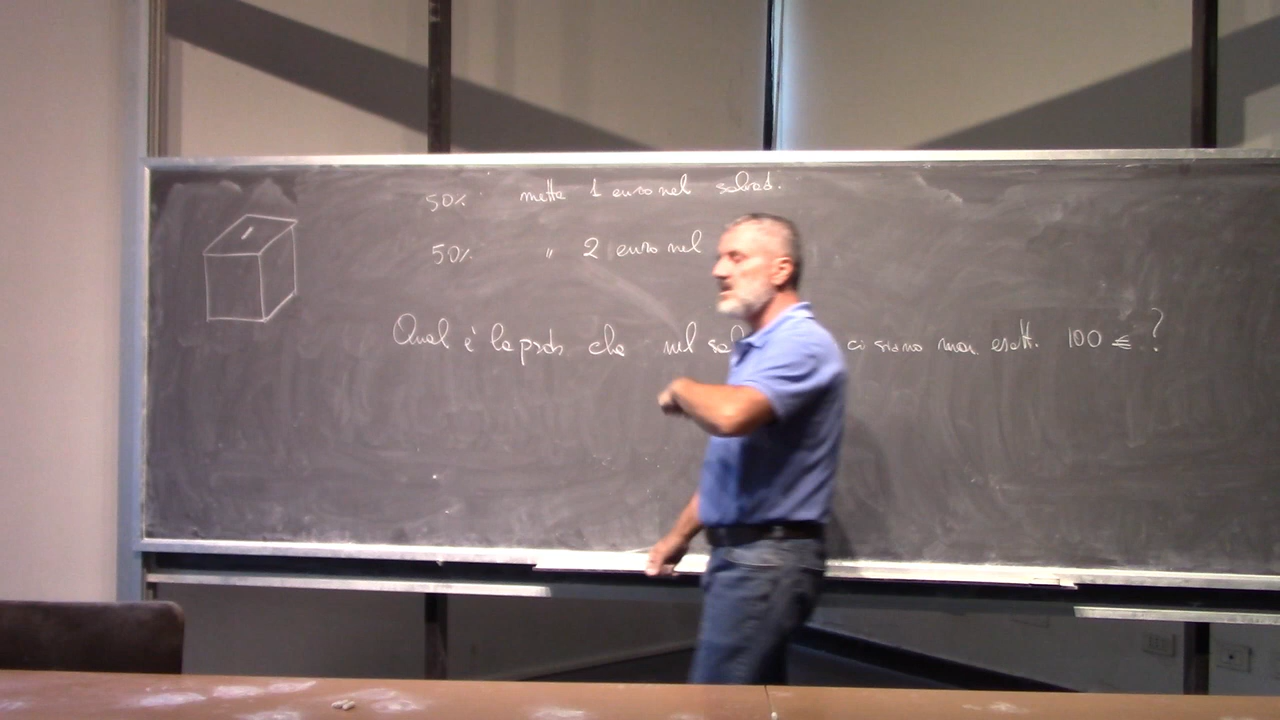 50% metta 1 euro nel salvad.
50% " 2 euro nel
Qual è la prob che nel sal ci siano mai esatt. 100 € ?